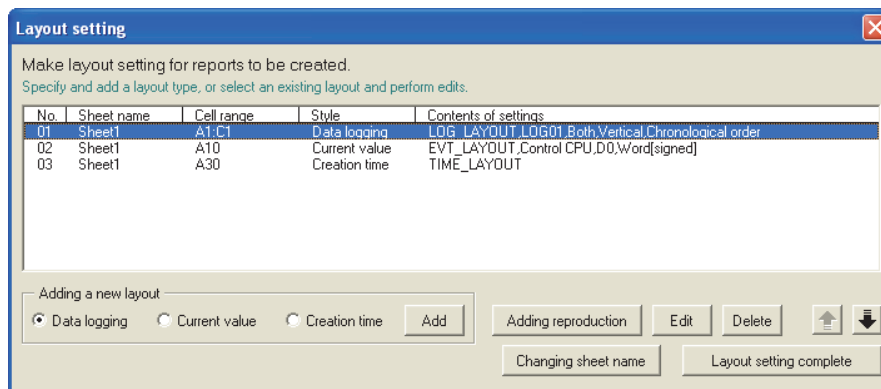 Layout setting
Make layout setting for reports to be created.
Specify and add a layout type, or select an existing layout and perform edits.
No. Sheet name Cell range Style Contents of settings
01 Sheet1 A1:C1 Data logging LOG_LAYOUT,LOG01,Both,Vertical,Chronological order
02 Sheet1 A10 Current value EVT_LAYOUT,Control CPU,D0,Word[signed]
03 Sheet1 A30 Creation time TIME_LAYOUT
Adding a new layout
Data logging Current value Creation time Add Adding reproduction Edit Delete
Changing sheet name Layout setting complete